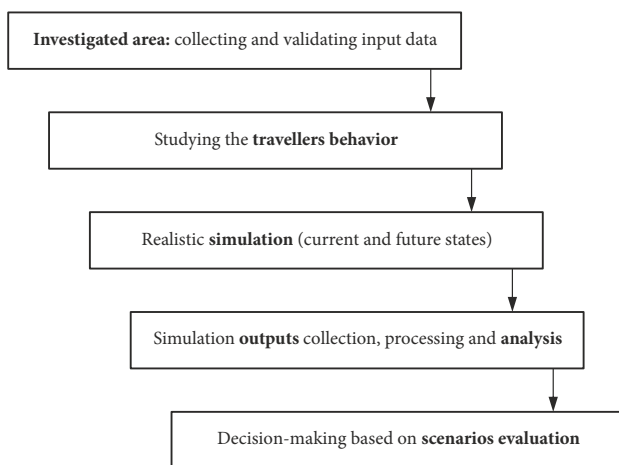 Investigated area: collecting and validating input data
Studying the travellers behavior
Realistic simulation (current and future states)
Simulation outputs collection, processing and analysis
Decision-making based on scenarios evaluation